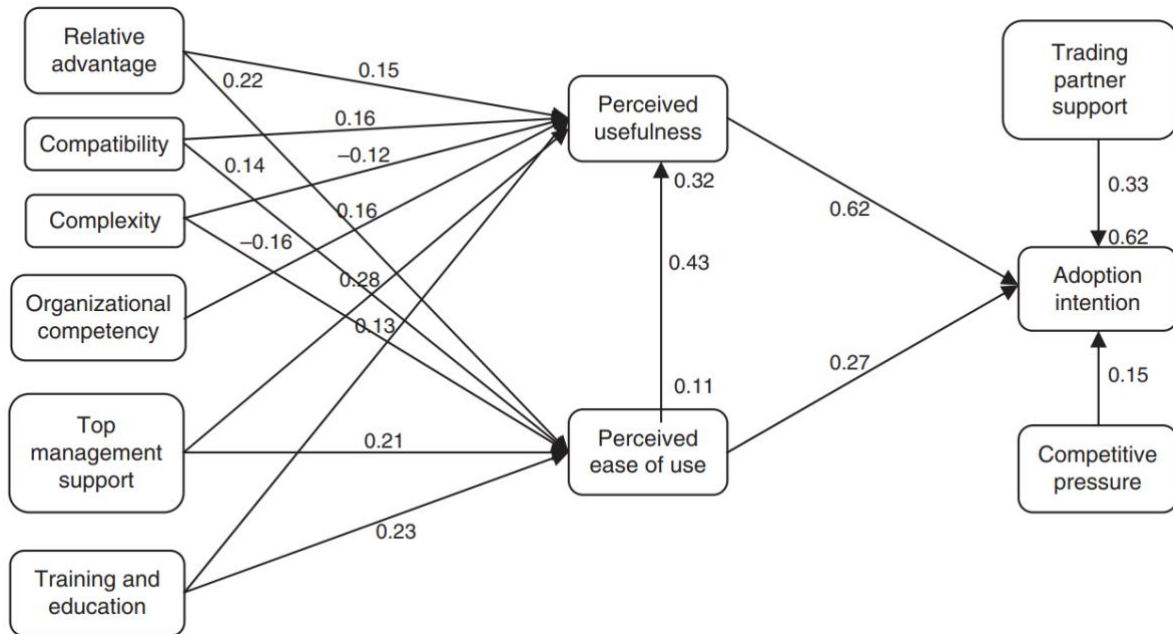 Relative
advantage
Compatibility
Complexity
Organizational
competency
Top
management
support
Training and
education
0.22
0.15
0.16
0.14
–0.12
0.16
–0.16
0.28
0.13
0.21
0.23
Perceived
usefulness
0.32
0.43
0.11
Perceived
ease of use
0.62
0.27
Trading
partner
support
0.33
0.62
Adoption
intention
0.15
Competitive
pressure